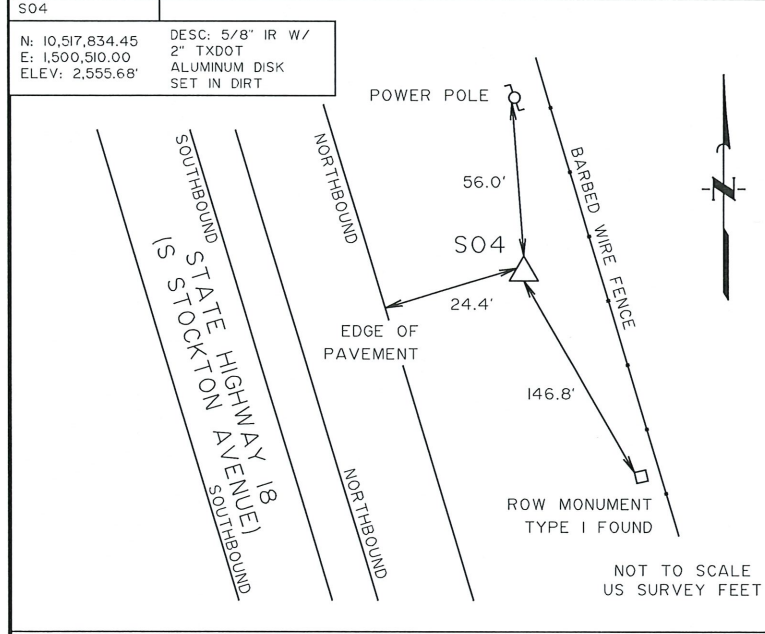 S04
N: 10,517,834.45
E: 1,500,510.00
ELEV: 2,555.68'
DESC: 5/8" IR W/
2" TXDOT
ALUMINUM DISK
SET IN DIRT
POWER POLE
SOUTHBOUND
NORTHBOUND
BARBED WIRE FENCE
56.0'
N
S04
STATE HIGHWAY 18
(S STOCKTON AVENUE)
24.4'
EDGE OF
PAVEMENT
146.8'
SOUTHBOUND
NORTHBOUND
ROW MONUMENT
TYPE I FOUND
NOT TO SCALE
US SURVEY FEET